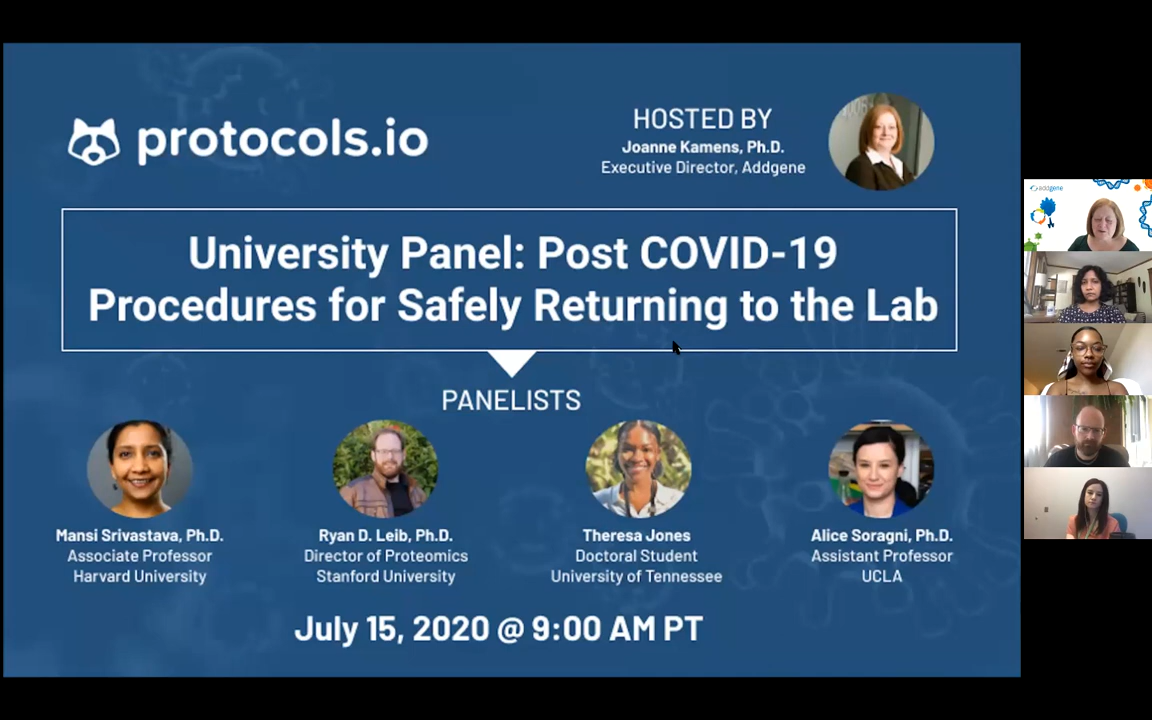 protocols.io
HOSTED BY
Joanne Kamens, Ph.D.
Executive Director, Addgene
University Panel: Post COVID-19
Procedures for Safely Returning to the Lab
PANELISTS
Mansi Srivastava, Ph.D.
Associate Professor
Harvard University
Ryan D. Leib, Ph.D.
Director of Proteomics
Stanford University
Theresa Jones
Doctoral Student
University of Tennessee
Alice Soragni, Ph.D.
Assistant Professor
UCLA
July 15, 2020 @ 9:00 AM PT
addgene